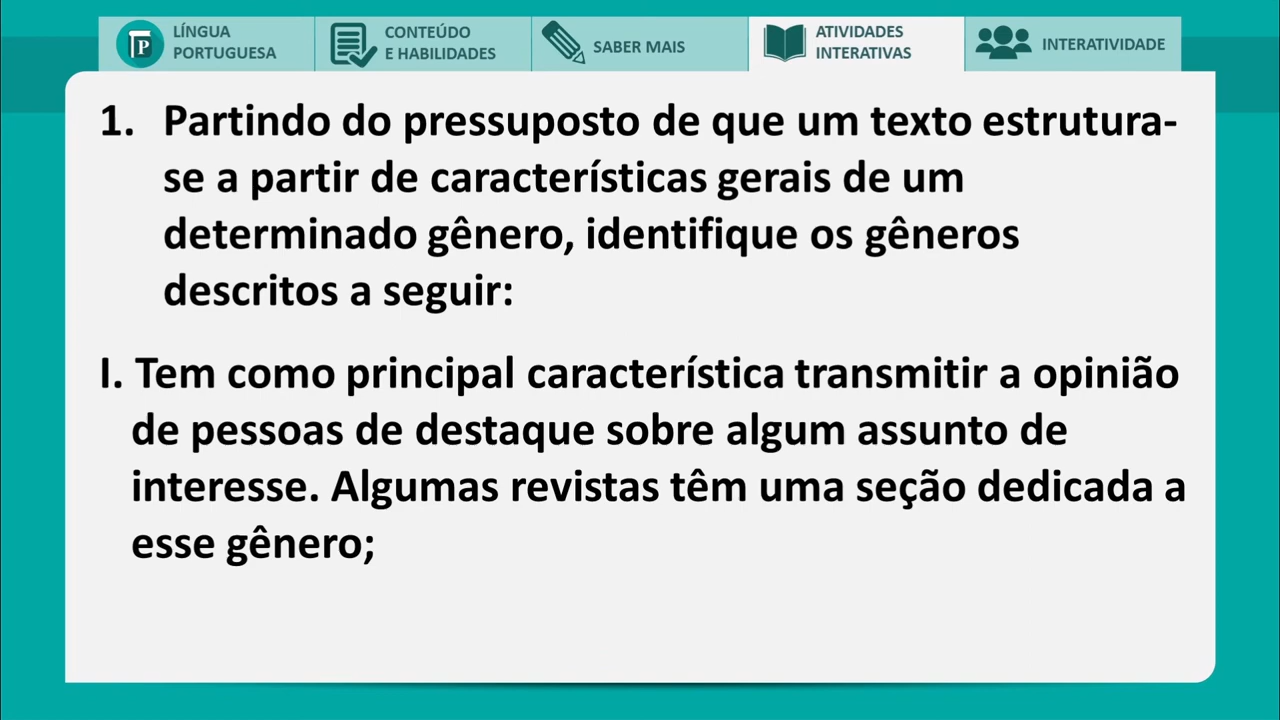 LÍNGUA
PORTUGUESA
CONTEÚDO
E HABILIDADES
SABER MAIS
ATIVIDADES
INTERATIVAS
INTERATIVIDADE
1. Partindo do pressuposto de que um texto estrutura-
se a partir de características gerais de um
determinado gênero, identifique os gêneros
descritos a seguir:
I. Tem como principal característica transmitir a opinião
de pessoas de destaque sobre algum assunto de
interesse. Algumas revistas têm uma seção dedicada a
esse gênero;